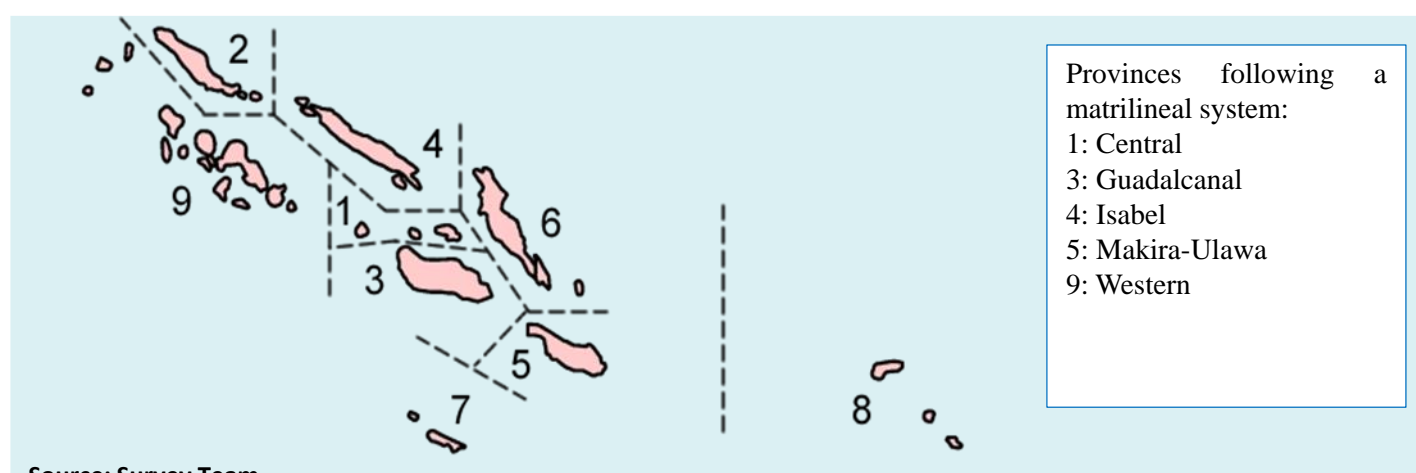 2
4
9
1
6
3
5
7
8
Provinces following a
matrilineal system:
1: Central
3: Guadalcanal
4: Isabel
5: Makira-Ulawa
9: Western
Source: Survey Team